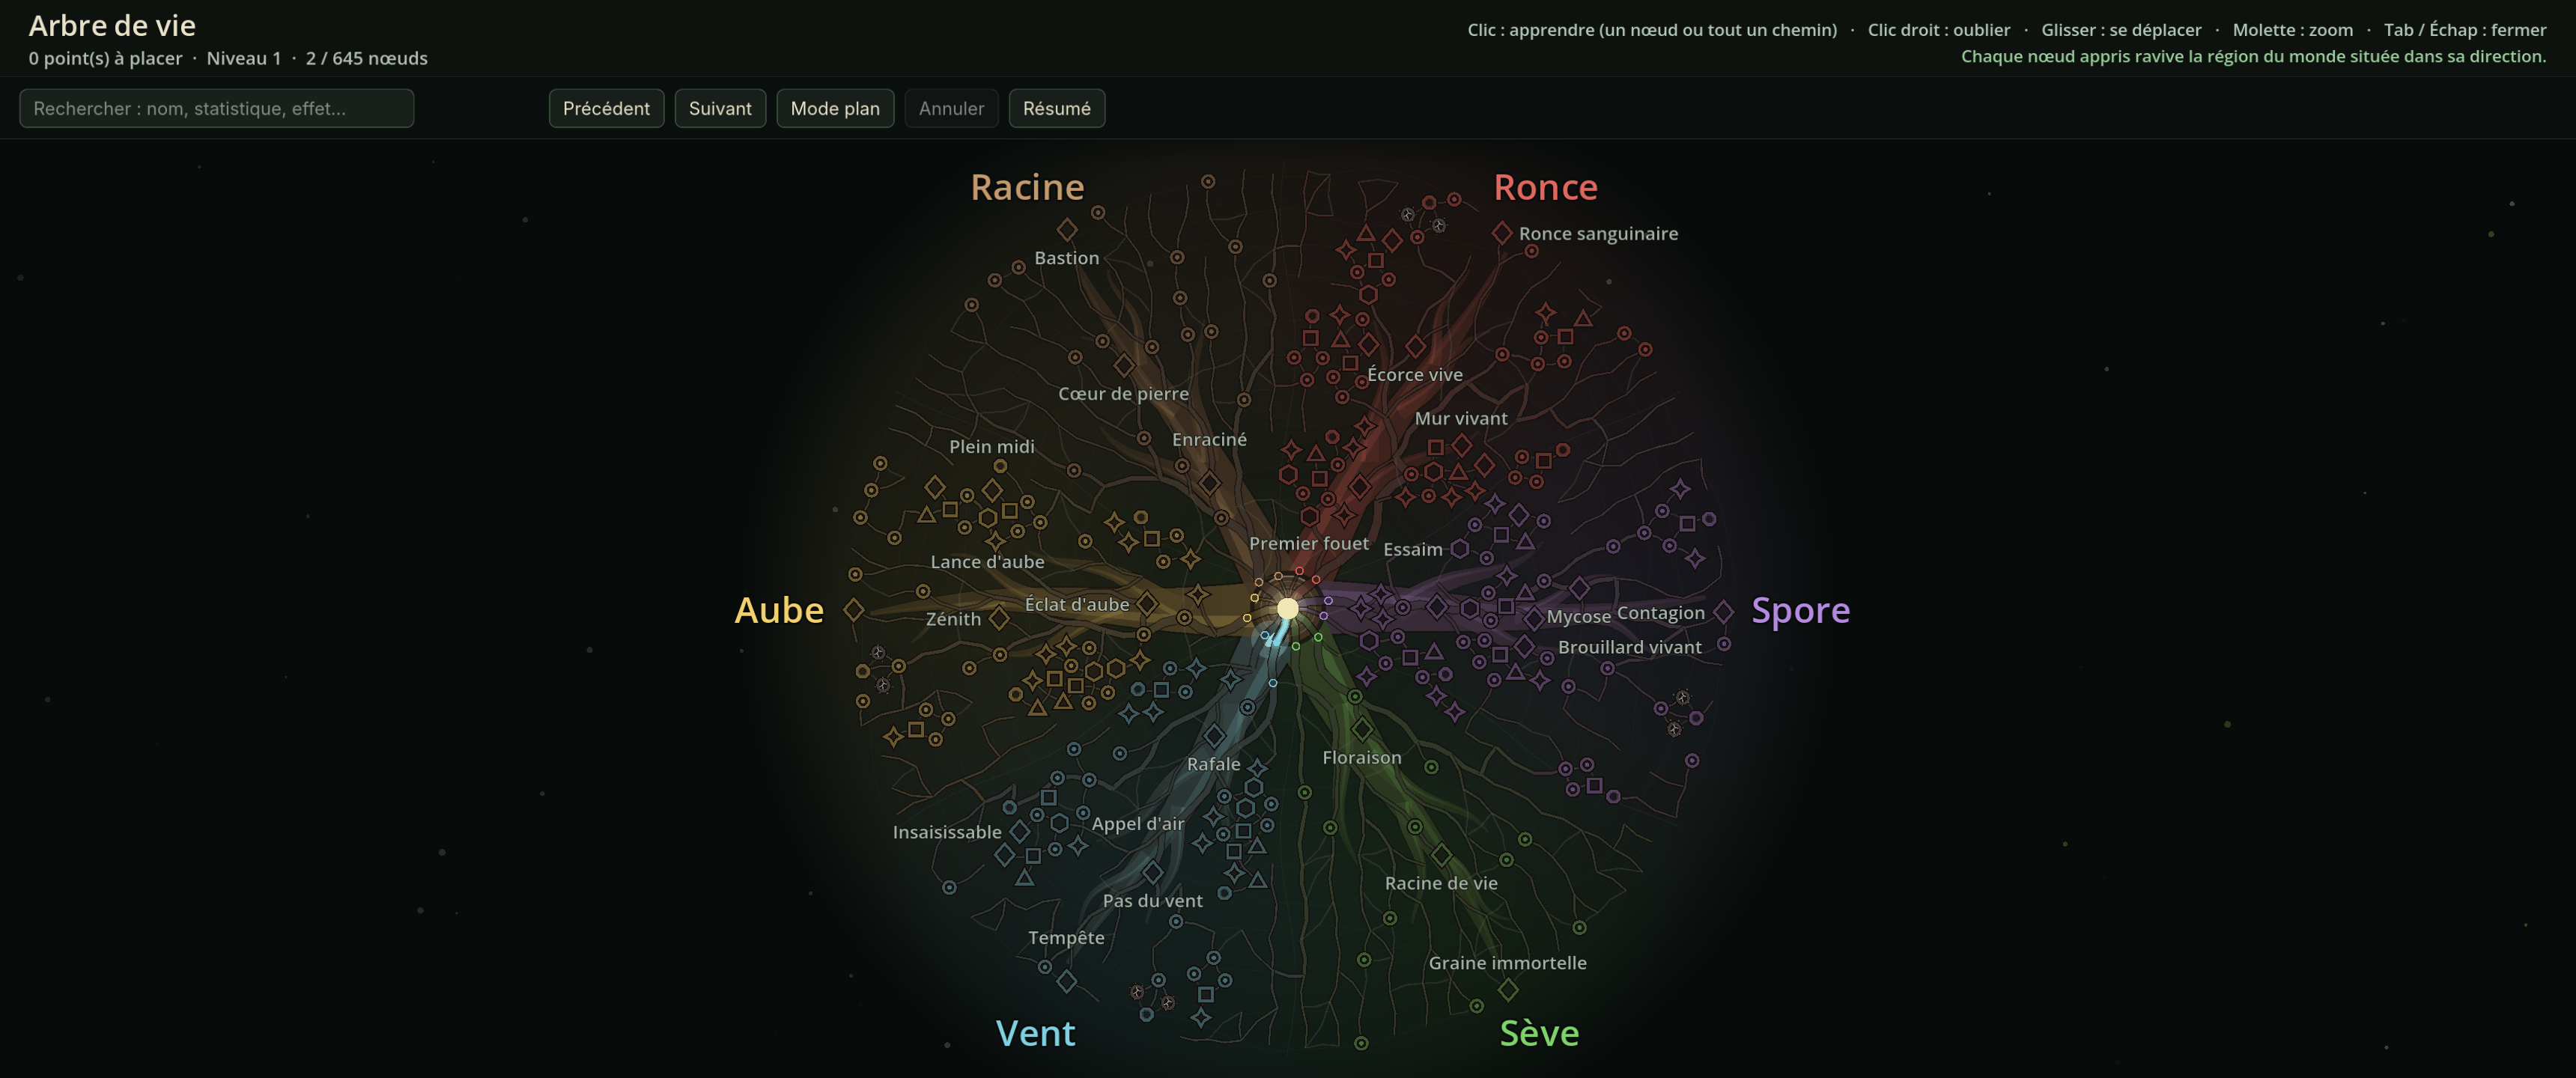 Arbre de vie
0 point(s) à placer · Niveau 1 · 2 / 645 nœuds
Clic : apprendre (un nœud ou tout un chemin) · Clic droit : oublier · Glisser : se déplacer · Molette : zoom · Tab / Échap : fermer
Chaque nœud appris ravive la région du monde située dans sa direction.
Rechercher : nom, statistique, effet...
Précédent
Suivant
Mode plan
Annuler
Résumé
Racine
Ronce
Ronce sanguinaire
Bastion
Écorce vive
Cœur de pierre
Mur vivant
Enraciné
Plein midi
Premier fouet
Essaim
Lance d'aube
Éclat d'aube
Aube
Zénith
Mycose
Contagion
Spore
Brouillard vivant
Floraison
Rafale
Appel d'air
Insaisissable
Racine de vie
Pas du vent
Tempête
Graine immortelle
Vent
Sève